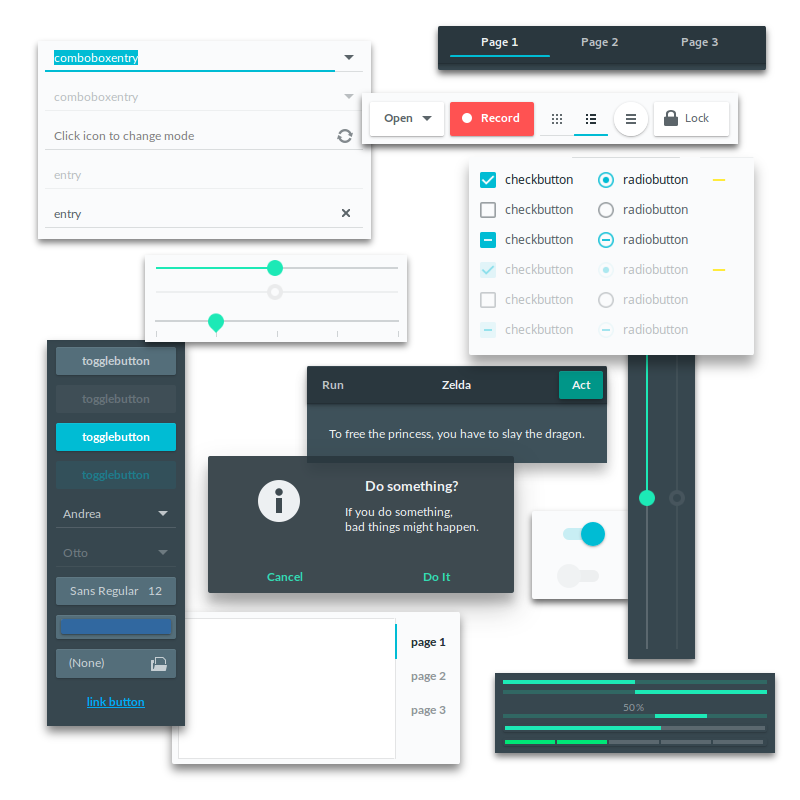 comboboxentry
comboboxentry
Click icon to change mode
entry
entry
Page 1 Page 2 Page 3
Open Record Lock
checkbutton radiobutton
checkbutton radiobutton
checkbutton radiobutton
checkbutton radiobutton
checkbutton radiobutton
checkbutton radiobutton
togglebutton
togglebutton
togglebutton
togglebutton
Andrea
Otto
Sans Regular 12
(None)
link button
Run Zelda Act
To free the princess, you have to slay the dragon.
Do something?
If you do something,
bad things might happen.
Cancel Do It
page 1
page 2
page 3
50 %